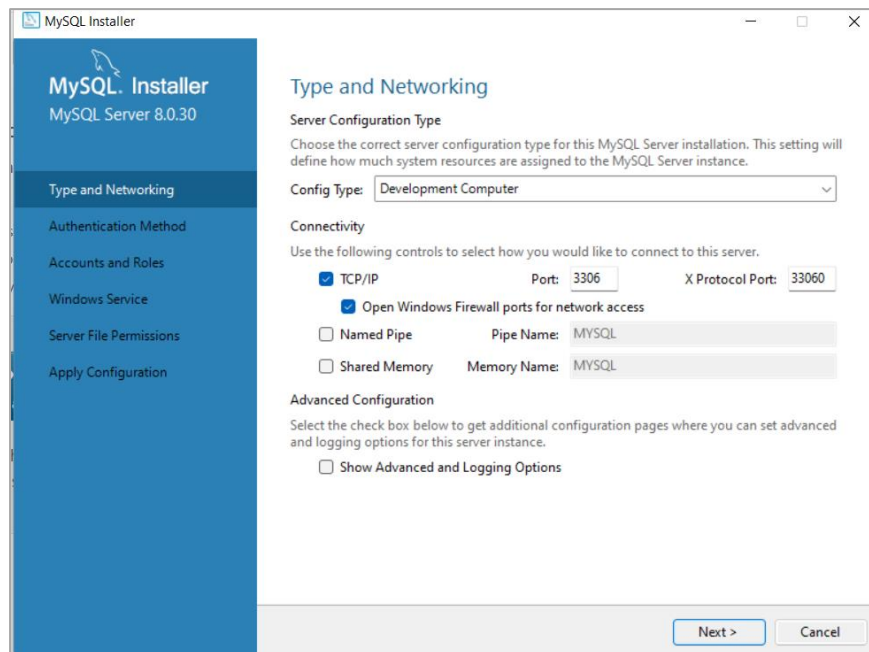 MySQL Installer
MySQL. Installer
MySQL Server 8.0.30
Type and Networking
Authentication Method
Accounts and Roles
Windows Service
Server File Permissions
Apply Configuration
Type and Networking
Server Configuration Type
Choose the correct server configuration type for this MySQL Server installation. This setting will
define how much system resources are assigned to the MySQL Server instance.
Config Type: Development Computer
Connectivity
Use the following controls to select how you would like to connect to this server.
TCP/IP Port: 3306 X Protocol Port: 33060
Open Windows Firewall ports for network access
Named Pipe Pipe Name: MYSQL
Shared Memory Memory Name: MYSQL
Advanced Configuration
Select the check box below to get additional configuration pages where you can set advanced
and logging options for this server instance.
Show Advanced and Logging Options
Next > Cancel